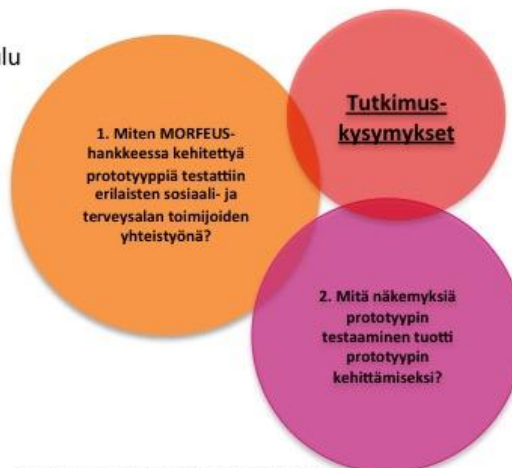 Tutkimus-
kysymykset
1. Miten MORFEUS-
hankkeessa kehitettyä
prototyyppiä testattiin
erilaisten sosiaali- ja
terveysalan toimijoiden
yhteistyönä?
2. Mitä näkemyksiä
prototyypin
testaaminen tuotti
prototyypin
kehittämiseksi?